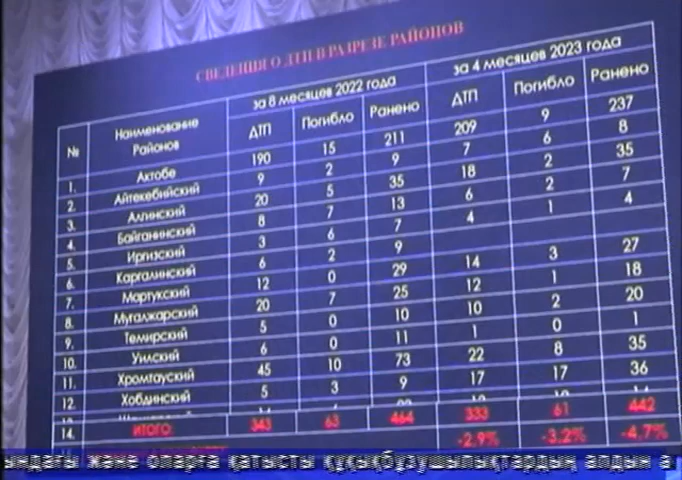 СВЕДЕНИЯ О ДТП В РАЗРЕЗЕ РАЙОНОВ
№ Наименование Районов за 8 месяцев 2022 года за 4 месяцев 2023 года
ДТП Погибло Ранено ДТП Погибло Ранено
1. Актобе 190 15 211 209 9 237
2. Айтекебийский 9 2 9 7 6 8
3. Алгинский 20 5 35 18 2 35
4. Байганинский 8 7 13 6 2 7
5. Иргизский 3 6 7 4 1 4
6. Каргалинский 6 2 9
7. Мартукский 12 0 29 14 3 27
8. Мугалжарский 20 7 25 12 1 18
9. Темирский 5 0 10 10 2 20
10. Уилский 6 0 11 1 0 1
11. Хромтауский 45 10 73 22 8 35
12. Хобдинский 5 3 9 17 17 36
14. ИТОГО 343 63 464 333 61 442
-2.9% -3.2% -4.7%
ындағы және оларға қатысты құқықбұзушылықтардың алдын а